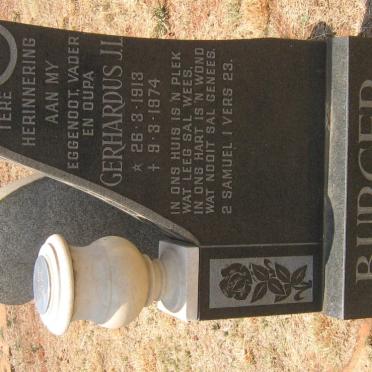 TERE
HERINNERING
AAN MY
EGGENOOT, VADER
EN OUPA
GERHARDUS J.L.
★ 26-3-1913
✝ 9-3-1974
IN ONS HUIS IS 'N PLEK
WAT LEEG SAL WEES.
IN ONS HART IS 'N WOND
WAT NOOIT SAL GENEES.
2 SAMUEL 1 VERS 23.
BURGER